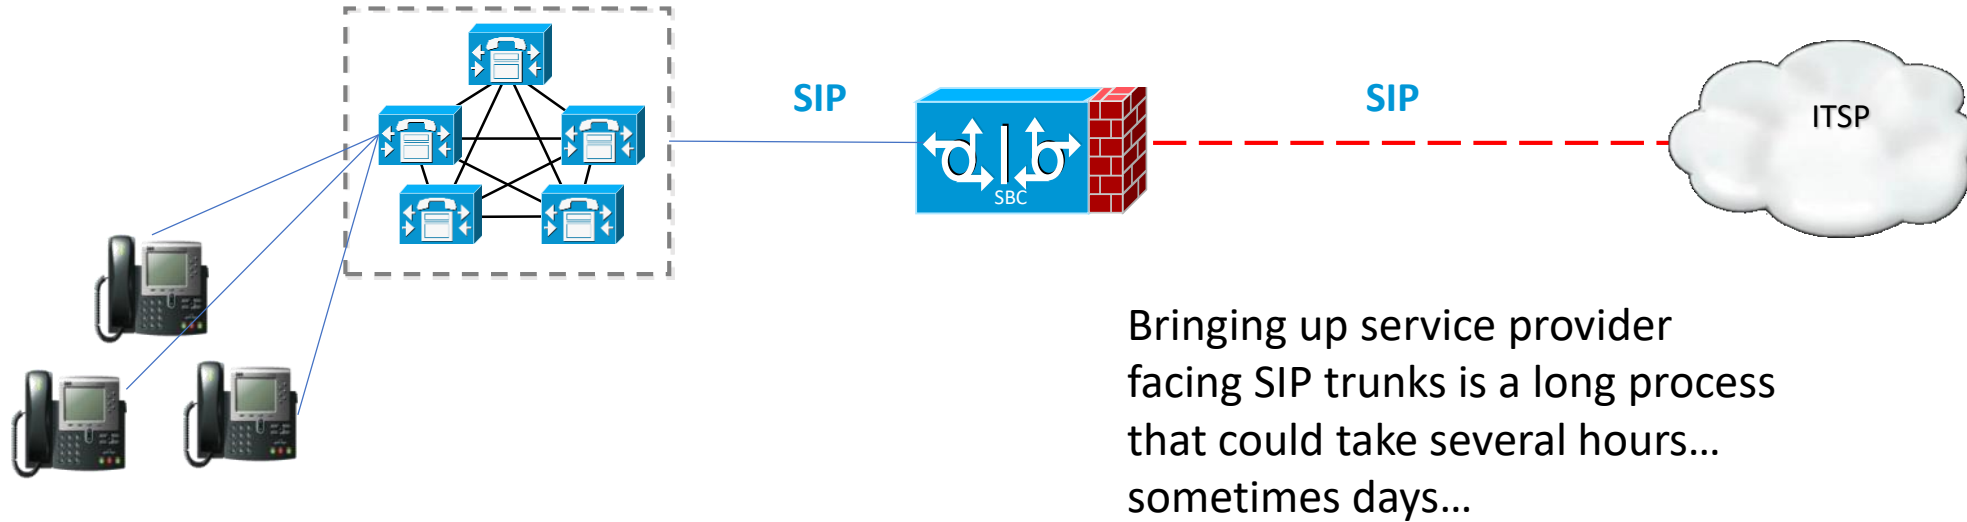 SIP
SIP
ITSP
SBC
Bringing up service provider
facing SIP trunks is a long process
that could take several hours…
sometimes days…